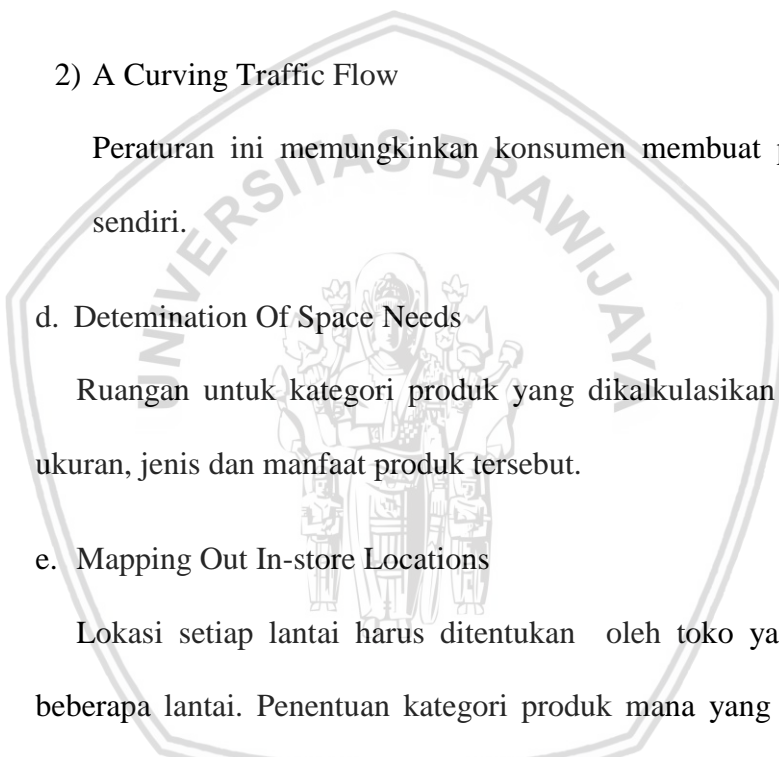 2) A Curving Traffic Flow
Peraturan ini memungkinkan konsumen membuat
sendiri.
d. Detemination Of Space Needs
Ruangan untuk kategori produk yang dikalkulasikan
ukuran, jenis dan manfaat produk tersebut.
e. Mapping Out In-store Locations
Lokasi setiap lantai harus ditentukan oleh toko
beberapa lantai. Penentuan kategori produk mana yang
UNIVERSITAS BRAWIJAYA